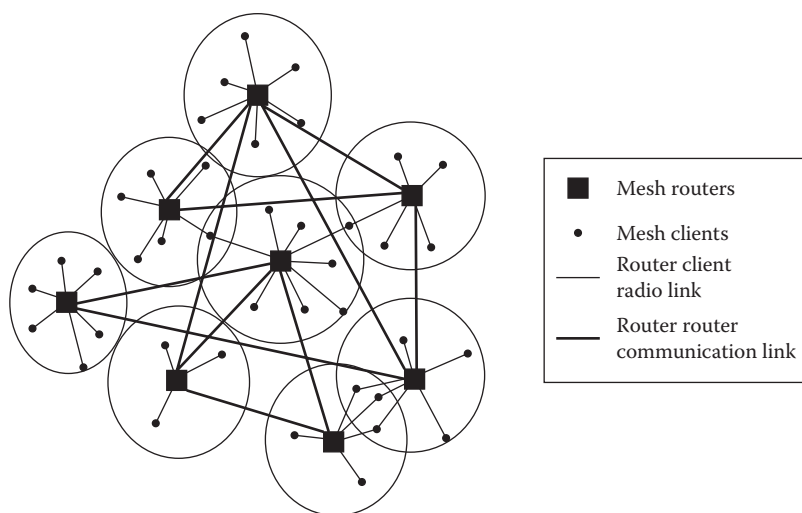 Mesh routers
Mesh clients
Router client
radio link
Router router
communication link